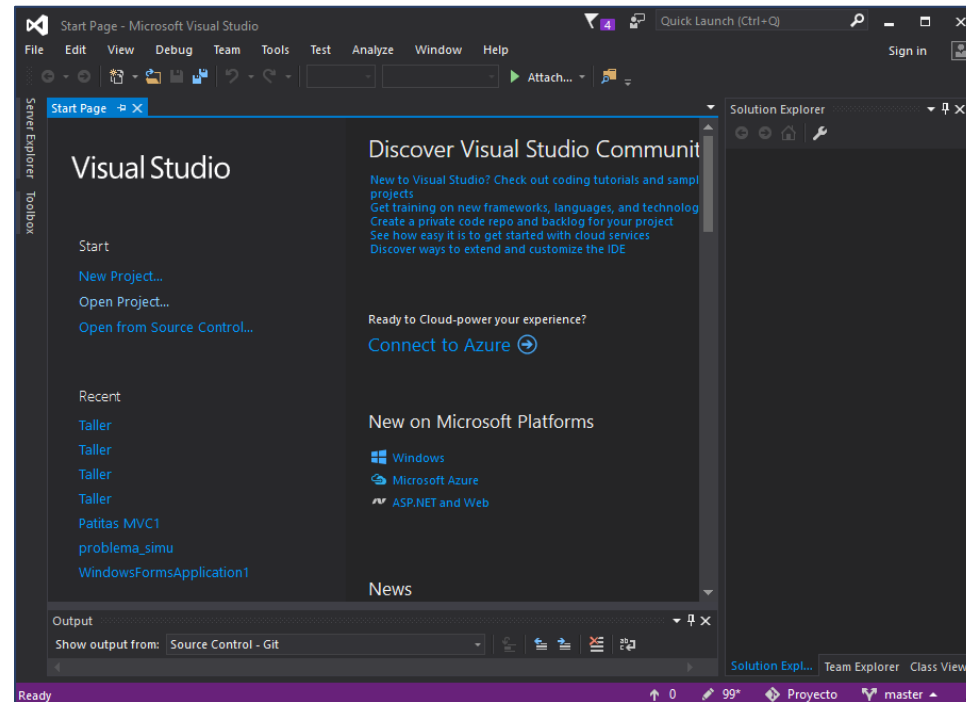 Start Page - Microsoft Visual Studio
4
Quick Launch (Ctrl+Q)
File Edit View Debug Team Tools Test Analyze Window Help
Sign in
Attach...
Server Explorer
Toolbox
Start Page
Visual Studio
Start
New Project...
Open Project...
Open from Source Control...
Recent
Taller
Taller
Taller
Taller
Patitas MVC1
problema_simu
WindowsFormsApplication1
Discover Visual Studio Communit
New to Visual Studio? Check out coding tutorials and sampl
projects
Get training on new frameworks, languages, and technolog
Create a private code repo and backlog for your project
See how easy it is to get started with cloud services
Discover ways to extend and customize the IDE
Ready to Cloud-power your experience?
Connect to Azure
New on Microsoft Platforms
Windows
Microsoft Azure
ASP.NET and Web
News
Solution Explorer
Output
Show output from: Source Control - Git
Solution Expl... Team Explorer Class View
Ready
0 99* Proyecto master